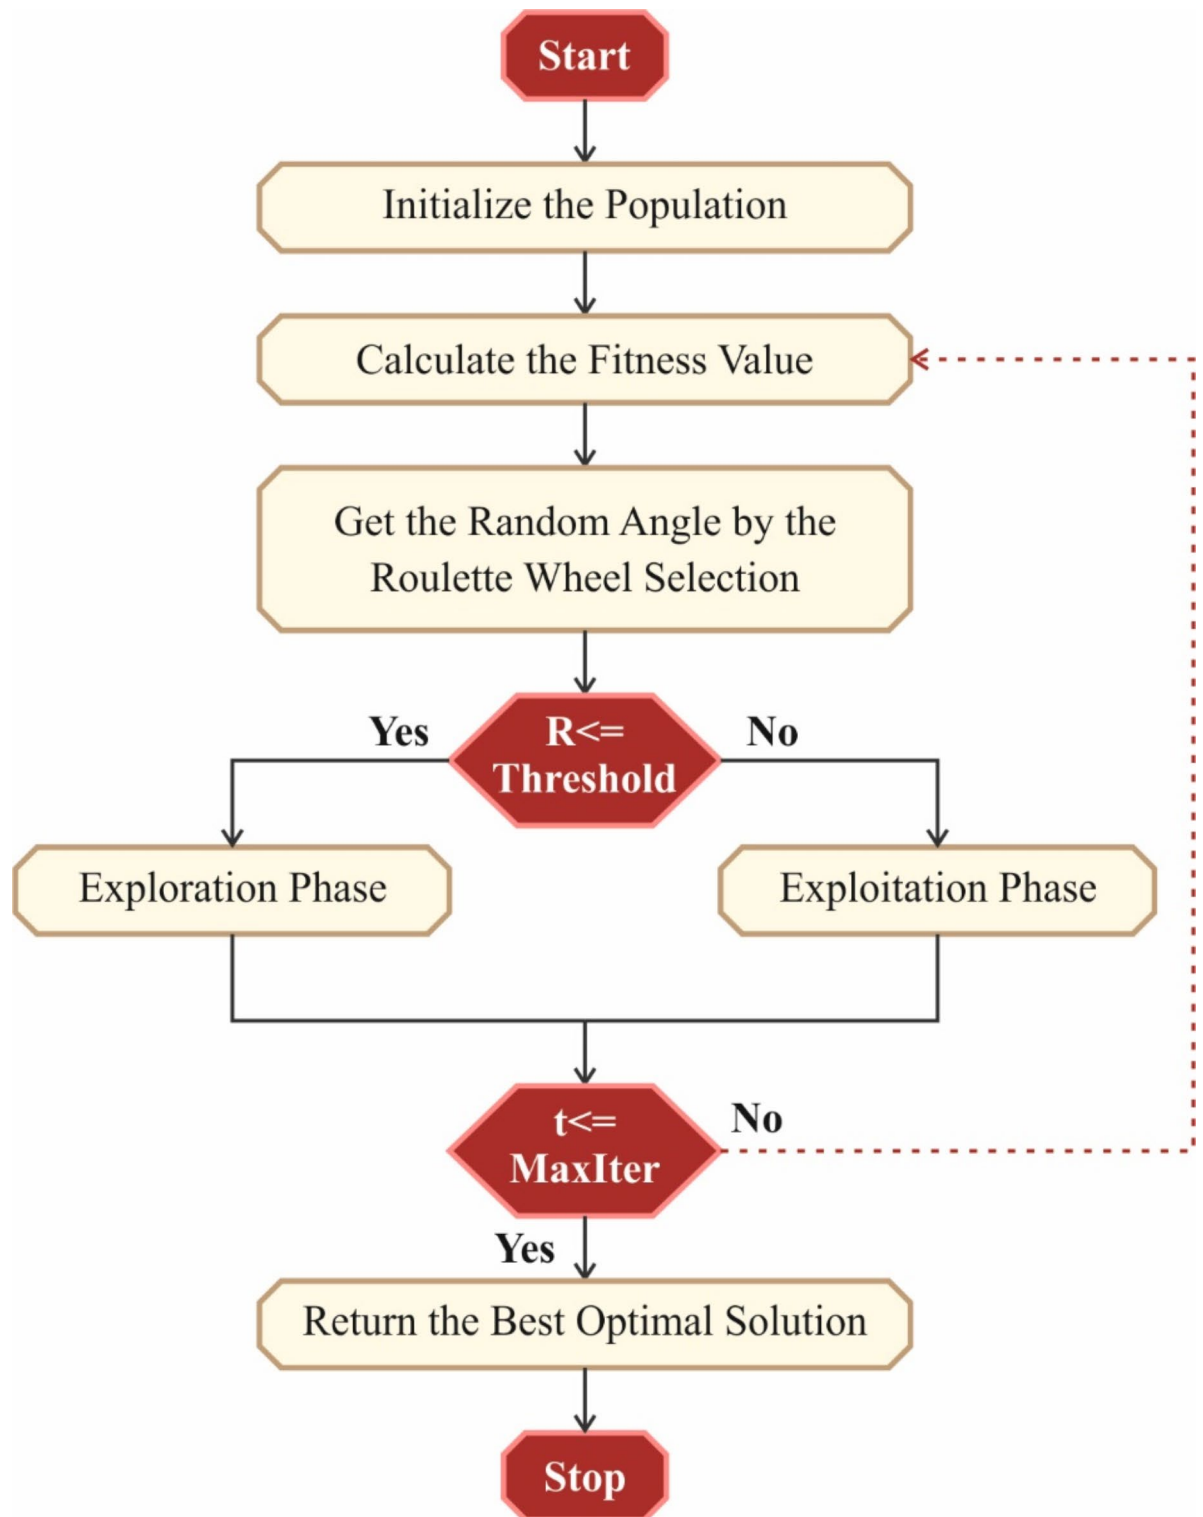 Start
Initialize the Population
Calculate the Fitness Value
Get the Random Angle by the
Roulette Wheel Selection
Yes
R<=
Threshold
No
Exploration Phase
Exploitation Phase
t<=
MaxIter
No
Yes
Return the Best Optimal Solution
Stop